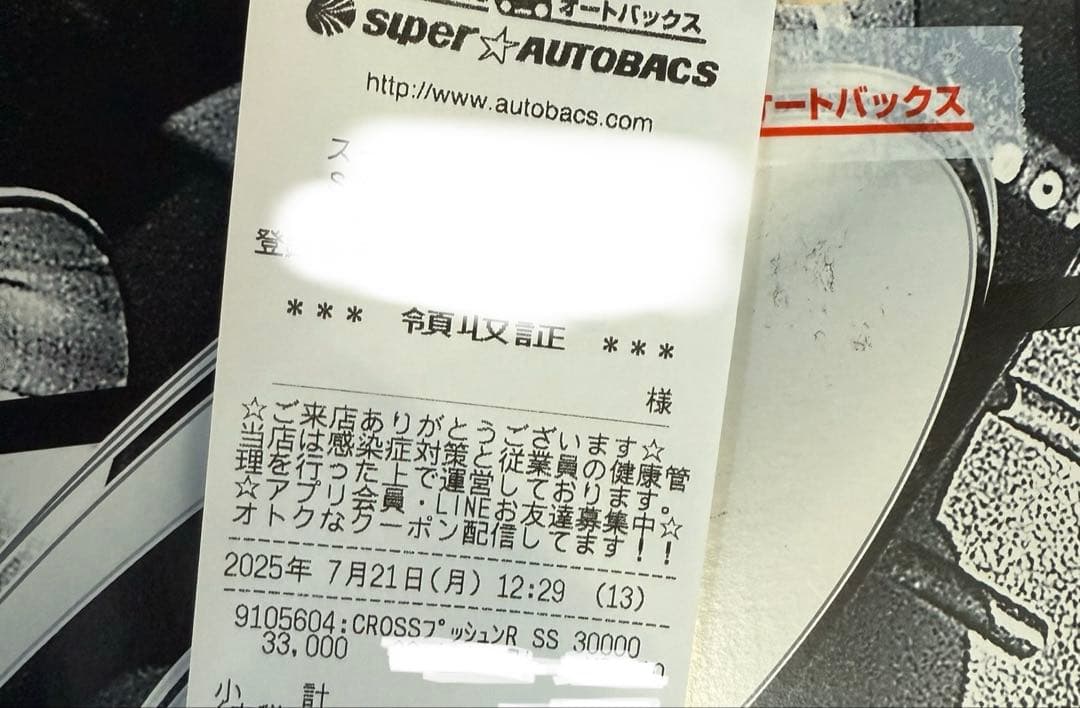 オートバックス
super☆AUTOBACS
http://www.autobacs.com
オートバックス
ス
登
*** 領収証 ***
様
☆ご来店ありがとうございます☆
当店は感染症対策と従業員の健康管
理を行った上で運営しております。
☆アプリ会員・LINEお友達募集中☆
オトクなクーポン配信してます!!
2025年 7月21日(月) 12:29 (13)
9105604:CROSSプッシュンR SS 30000
33,000
小 計